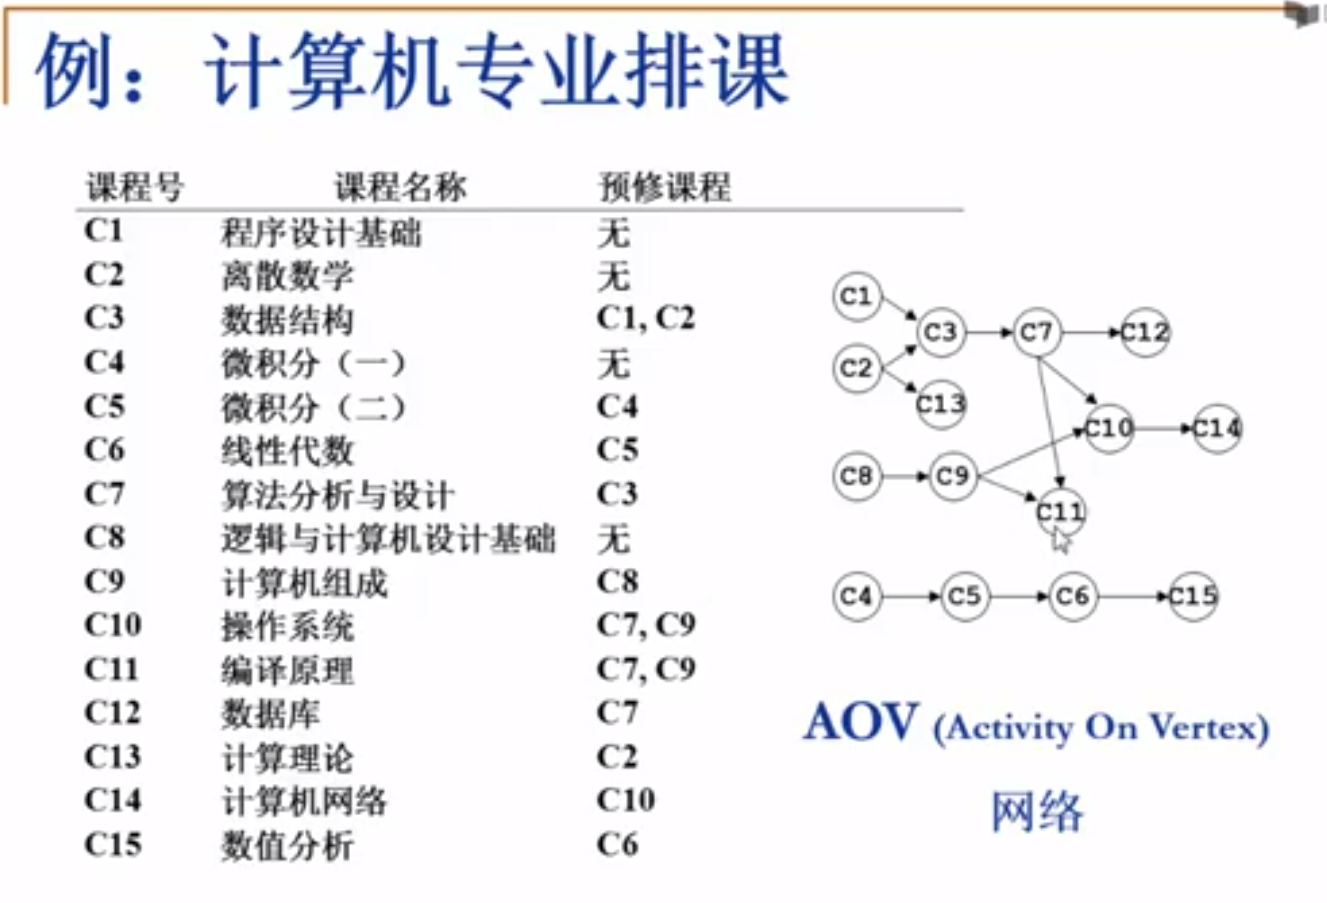 例：计算机专业排课
课程号 课程名称 预修课程
C1 程序设计基础 无
C2 离散数学 无
C3 数据结构 C1, C2
C4 微积分（一） 无
C5 微积分（二） C4
C6 线性代数 C5
C7 算法分析与设计 C3
C8 逻辑与计算机设计基础 无
C9 计算机组成 C8
C10 操作系统 C7, C9
C11 编译原理 C7, C9
C12 数据库 C7
C13 计算理论 C2
C14 计算机网络 C10
C15 数值分析 C6
C1
C3 C7 C12
C2
C13
C10 C14
C8 C9
C11
C4 C5 C6 C15
AOV (Activity On Vertex)
网络